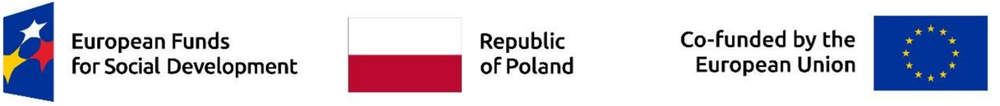 European Funds
for Social Development
Republic
of Poland
Co-funded by the
European Union